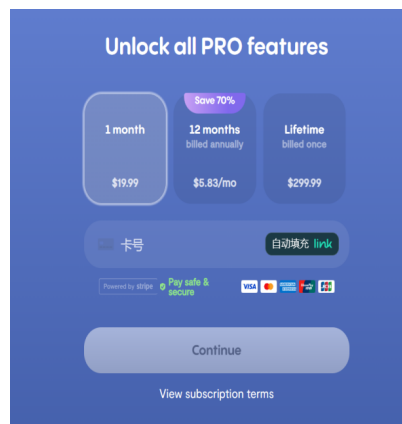 Unlock all PRO features
Save 70%
1 month
12 months
Lifetime
billed annually
billed once
$19.99
$5.83/mo
$299.99
卡号
自动填充 link
Powered by stripe
Pay safe &
secure
VISA
Continue
View subscription terms